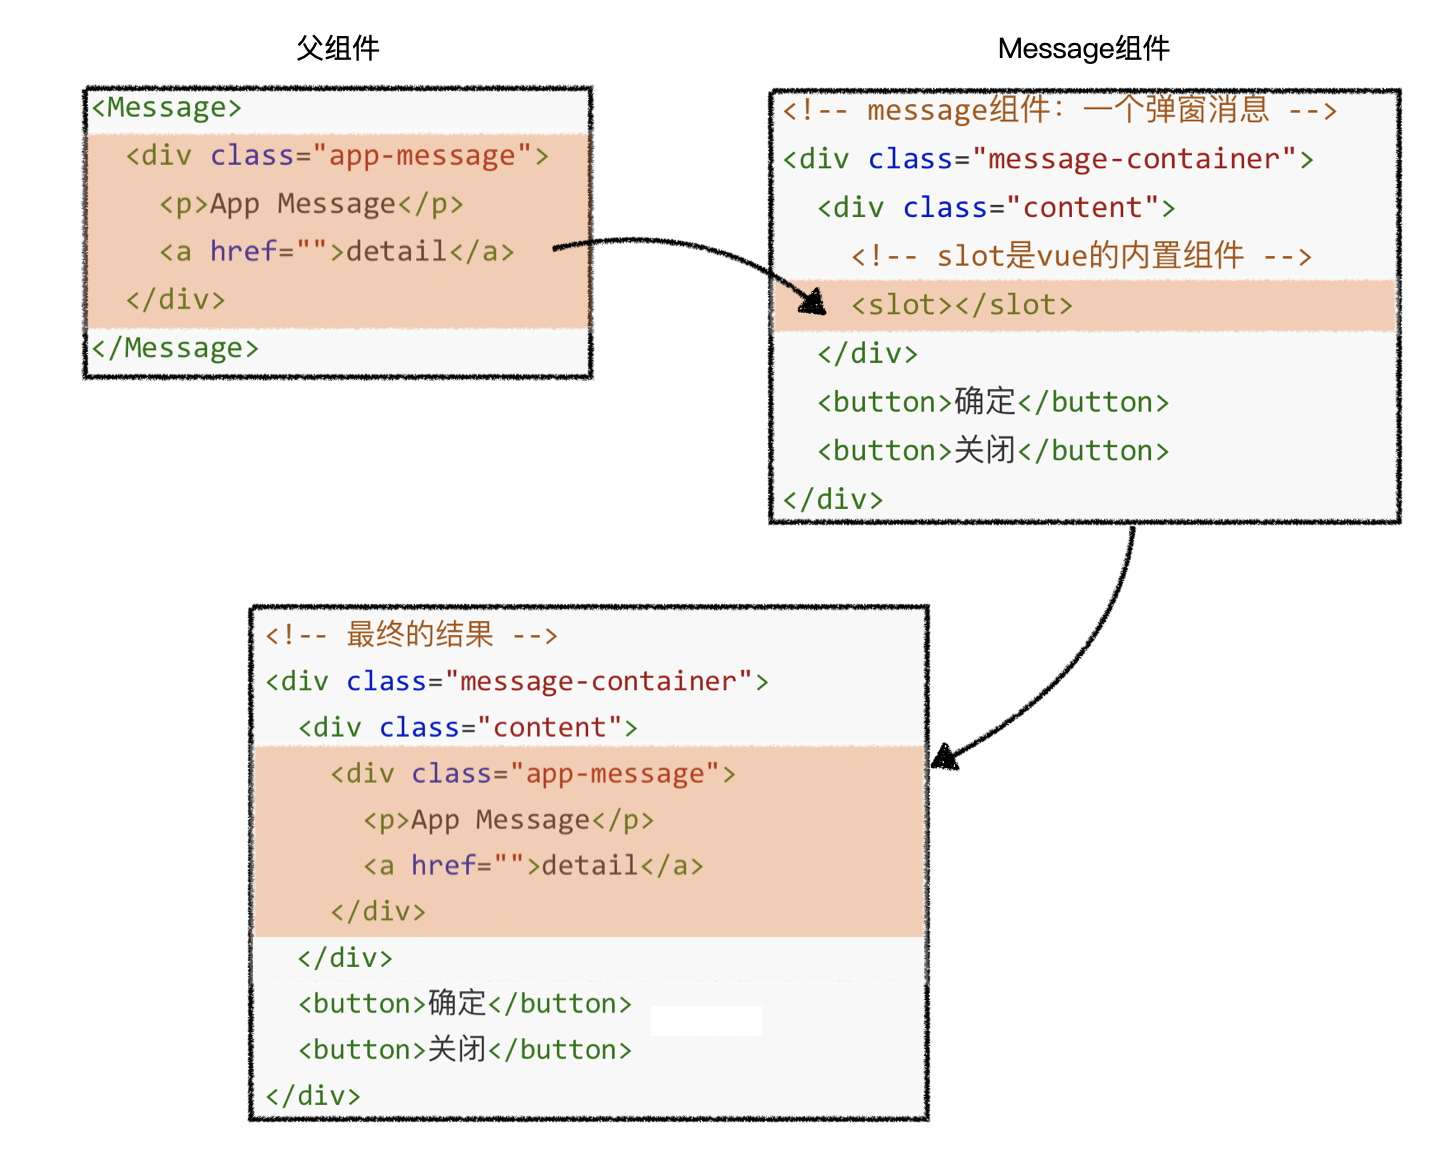 父组件
<Message>
  <div class="app-message">
    <p>App Message</p>
    <a href="">detail</a>
  </div>
</Message>
Message组件
<!-- message组件：一个弹窗消息 -->
<div class="message-container">
  <div class="content">
    <!-- slot是vue的内置组件 -->
    <slot></slot>
  </div>
  <button>确定</button>
  <button>关闭</button>
</div>
<!-- 最终的结果 -->
<div class="message-container">
  <div class="content">
    <div class="app-message">
      <p>App Message</p>
      <a href="">detail</a>
    </div>
  </div>
  <button>确定</button>
  <button>关闭</button>
</div>